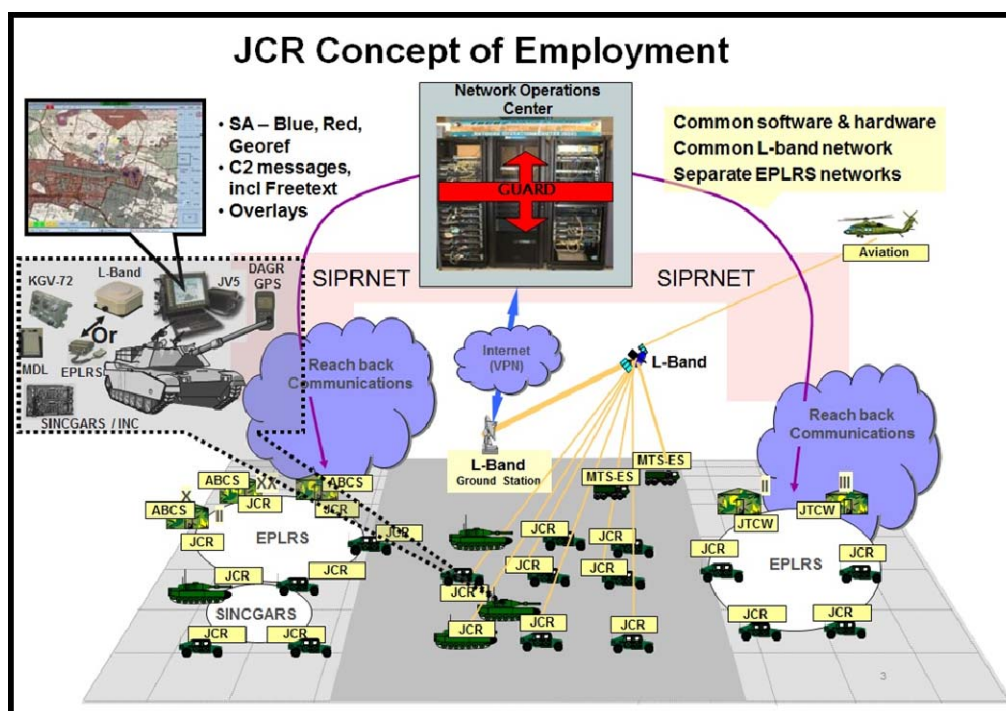 JCR Concept of Employment
Network Operations
Center
GUARD
• SA – Blue, Red,
Georef
• C2 messages,
incl Freetext
• Overlays
Common software & hardware
Common L-band network
Separate EPLRS networks
Aviation
SIPRNET
SIPRNET
KGV-72
L-Band
JV5
DAGR
GPS
Or
MDL
EPLRS
SINCGARS / INC
Reach back
Communications
Internet
(VPN)
L-Band
L-Band
Ground Station
Reach back
Communications
MTS-ES
MTS-ES
ABCS
XX
ABCS
X
ABCS
II
JCR
JCR
JCR
EPLRS
JCR
JCR
JCR
SINCGARS
JCR
JCR
JCR
JCR
JCR
JCR
JCR
JCR
JCR
JCR
JCR
II
III
JTCW
JTCW
JCR
JCR
EPLRS
JCR
JCR
3